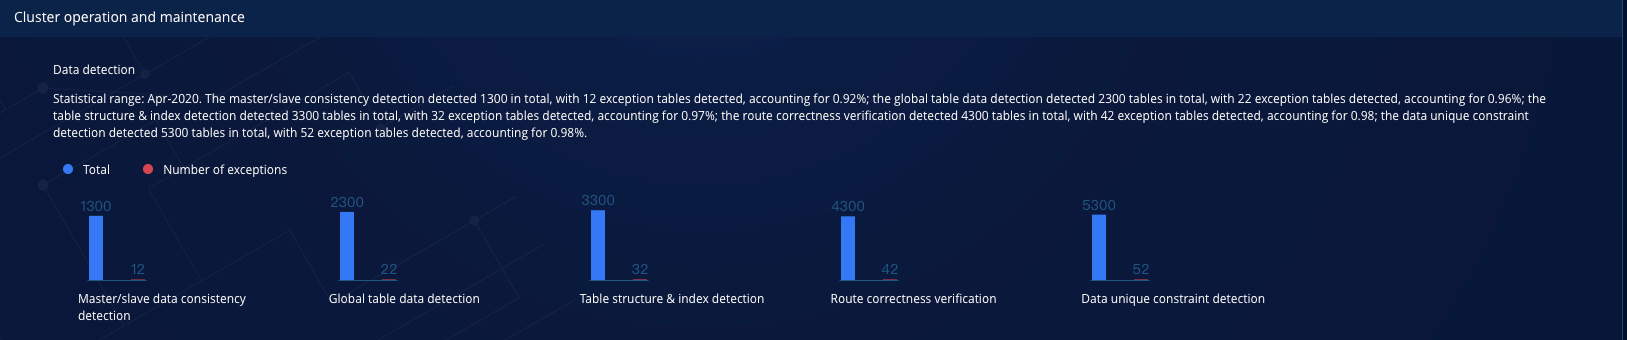 Cluster operation and maintenance
Data detection
Statistical range: Apr-2020. The master/slave consistency detection detected 1300 in total, with 12 exception tables detected, accounting for 0.92%; the global table data detection detected 2300 tables in total, with 22 exception tables detected, accounting for 0.96%; the
table structure & index detection detected 3300 tables in total, with 32 exception tables detected, accounting for 0.97%; the route correctness verification detected 4300 tables in total, with 42 exception tables detected, accounting for 0.98; the data unique constraint
detection detected 5300 tables in total, with 52 exception tables detected, accounting for 0.98%.
Total Number of exceptions
1300 2300 3300 4300 5300
12 22 32 42 52
Master/slave data consistency Global table data detection Table structure & index detection Route correctness verification Data unique constraint detection
detection